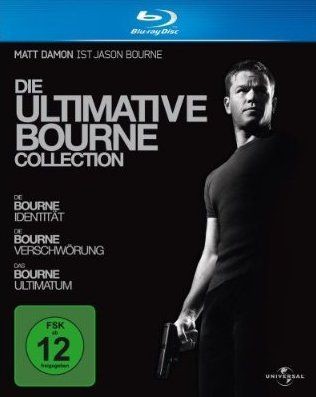 Blu-ray Disc
MATT DAMON IST JASON BOURNE
DIE
ULTIMATIVE
BOURNE
COLLECTION
DIE
BOURNE
IDENTITÄT
DIE
BOURNE
VERSCHWÖRUNG
DAS
BOURNE
ULTIMATUM
FSK
ab
12
freigegeben
UNIVERSAL